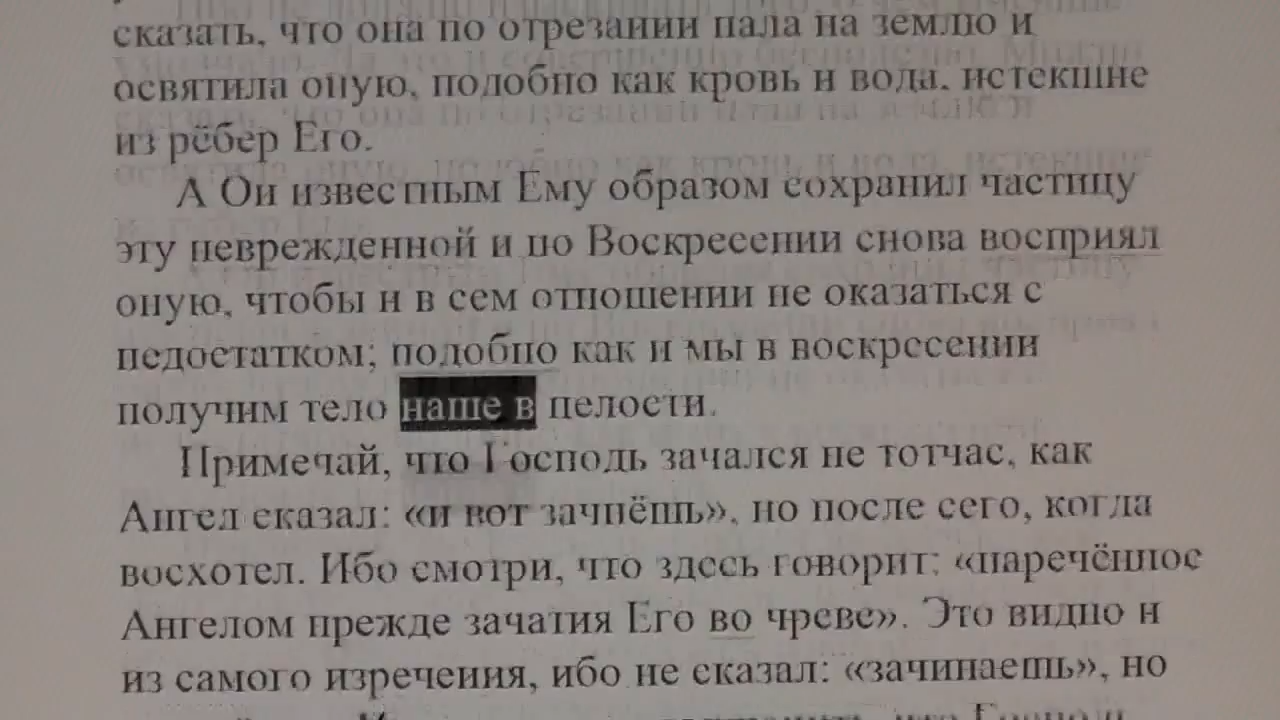 сказать, что она по отрезании пала на землю и
освятила оную, подобно как кровь и вода, истекшие
из рёбер Его.
А Он известным Ему образом сохранил частицу
эту неврежденной и по Воскресении снова восприял
оную, чтобы и в сем отношении не оказаться с
недостатком; подобно как и мы в воскресении
получим тело наше в целости.
Примечай, что Господь зачался не тотчас, как
Ангел сказал: «и вот зачнёшь», но после сего, когда
восхотел. Ибо смотри, что здесь говорит: «наречённое
Ангелом прежде зачатия Его во чреве». Это видно и
из самого изречения, ибо не сказал: «зачинаешь», но